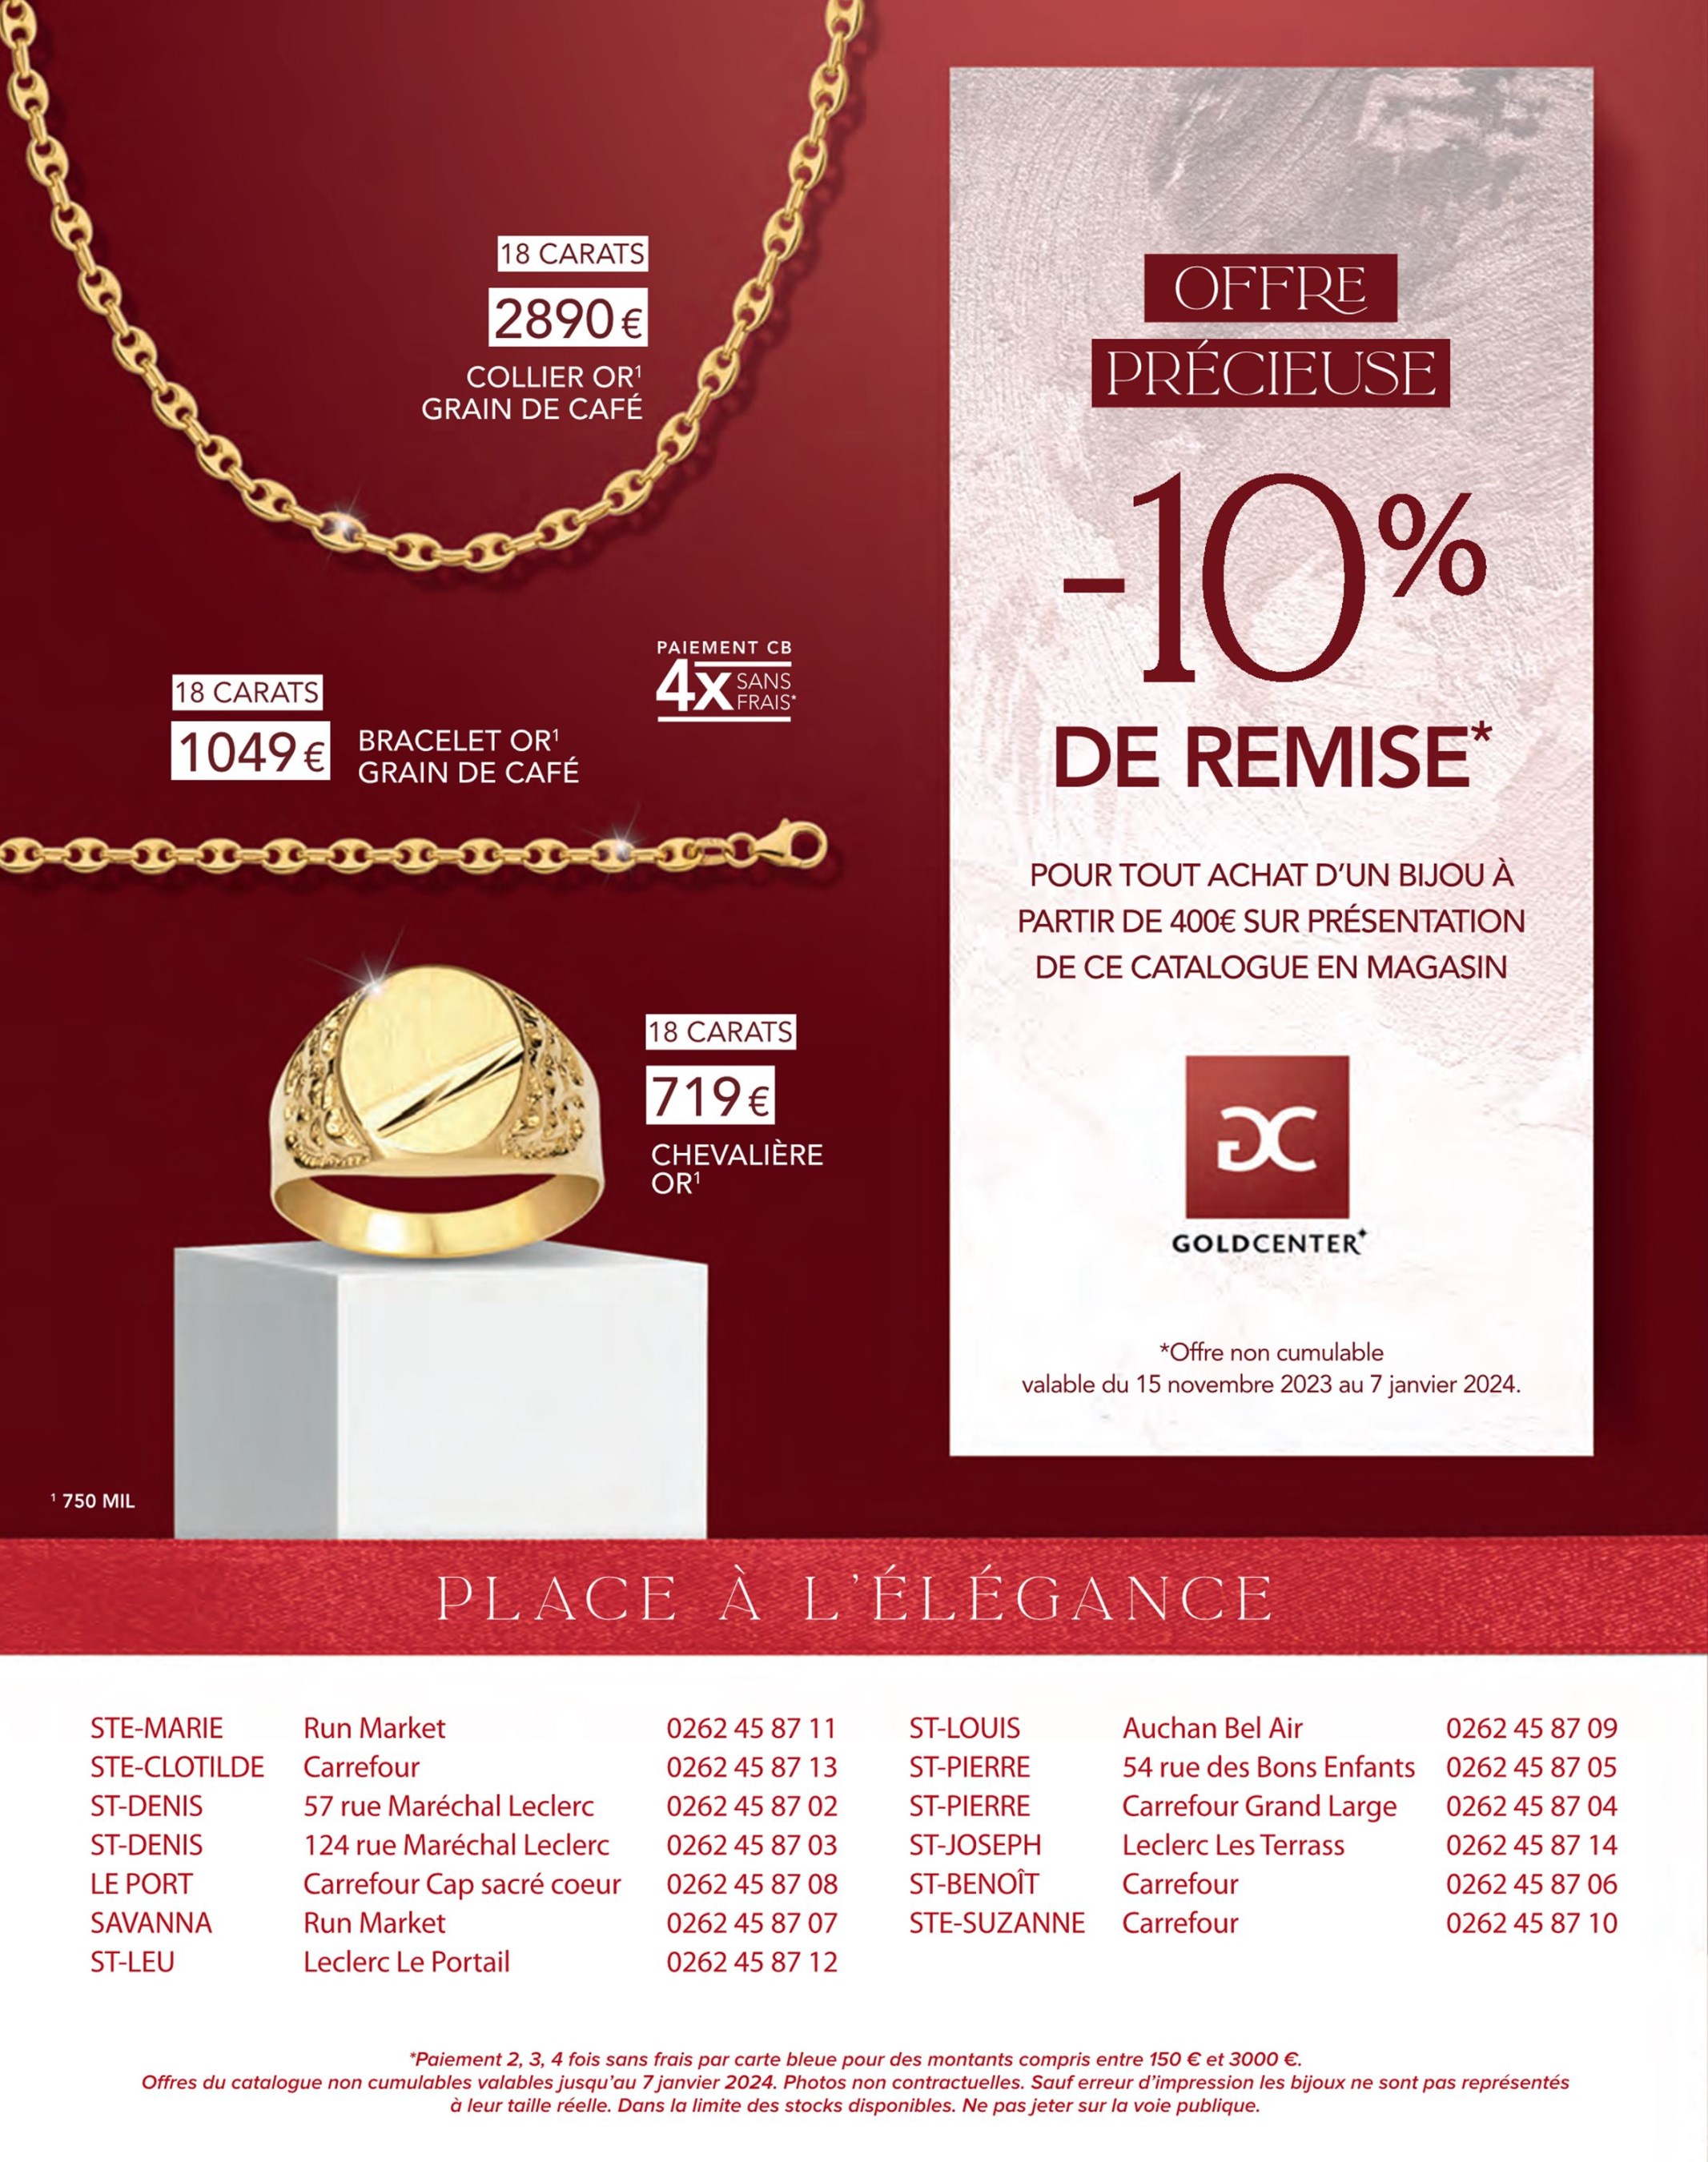 18 CARATS
2890 €
COLLIER OR¹
GRAIN DE CAFÉ
PAIEMENT CB
4x SANS
FRAIS*
18 CARATS
1049 €
BRACELET OR¹
GRAIN DE CAFÉ
18 CARATS
719 €
CHEVALIÈRE
OR¹
¹ 750 MIL
OFFRE
PRÉCIEUSE
-10%
DE REMISE*
POUR TOUT ACHAT D'UN BIJOU À
PARTIR DE 400€ SUR PRÉSENTATION
DE CE CATALOGUE EN MAGASIN
GC
GOLDCENTER
*Offre non cumulable
valable du 15 novembre 2023 au 7 janvier 2024.
PLACE À L'ÉLÉGANCE
STE-MARIE Run Market 0262 45 87 11
STE-CLOTILDE Carrefour 0262 45 87 13
ST-DENIS 57 rue Maréchal Leclerc 0262 45 87 02
ST-DENIS 124 rue Maréchal Leclerc 0262 45 87 03
LE PORT Carrefour Cap sacré coeur 0262 45 87 08
SAVANNA Run Market 0262 45 87 07
ST-LEU Leclerc Le Portail 0262 45 87 12
ST-LOUIS Auchan Bel Air 0262 45 87 09
ST-PIERRE 54 rue des Bons Enfants 0262 45 87 05
ST-PIERRE Carrefour Grand Large 0262 45 87 04
ST-JOSEPH Leclerc Les Terrass 0262 45 87 14
ST-BENOÎT Carrefour 0262 45 87 06
STE-SUZANNE Carrefour 0262 45 87 10
*Paiement 2, 3, 4 fois sans frais par carte bleue pour des montants compris entre 150 € et 3000 €.
Offres du catalogue non cumulables valables jusqu'au 7 janvier 2024. Photos non contractuelles. Sauf erreur d'impression les bijoux ne sont pas représentés
à leur taille réelle. Dans la limite des stocks disponibles. Ne pas jeter sur la voie publique.